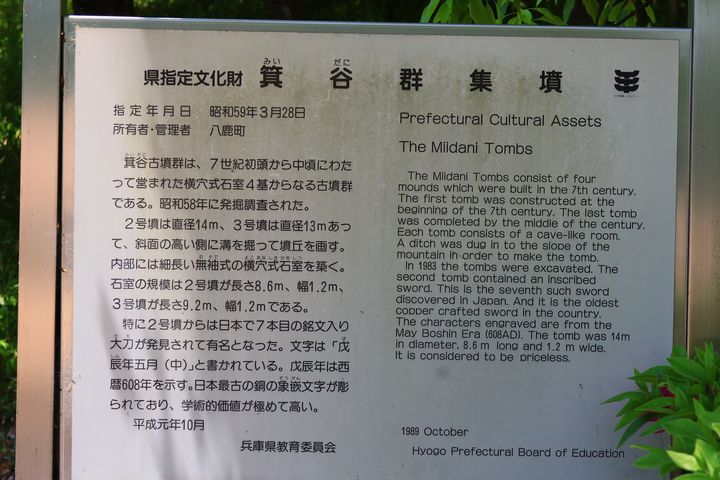 県指定文化財 箕谷群集墳
みい だに
指定年月日 昭和59年3月28日
所有者・管理者 八鹿町
みいだに
箕谷古墳群は、7世紀初頭から中頃にわた
って営まれた横穴式石室4基からなる古墳群
である。昭和58年に発掘調査された。
2号墳は直径14m、3号墳は直径13mあっ
て、斜面の高い側に溝を掘って墳丘を画す。
内部には細長い無袖式の横穴式石室を築く。
石室の規模は2号墳が長さ8.6m、幅1.2m、
3号墳が長さ9.2m、幅1.2mである。
特に2号墳からは日本で7本目の銘文入り
大刀が発見されて有名となった。文字は「戊
辰年五月(中)」と書かれている。戊辰年は西
暦608年を示す。日本最古の銅の象嵌文字が彫
られており、学術的価値が極めて高い。
平成元年10月
兵庫県教育委員会
Prefectural Cultural Assets
The Miidani Tombs
The Miidani Tombs consist of four
mounds which were built in the 7th century.
The first tomb was constructed at the
beginning of the 7th century. The last tomb
was completed by the middle of the century.
Each tomb consists of a cave-like room.
A ditch was dug in to the slope of the
mountain in order to make the tomb.
In 1983 the tombs were excavated. The
second tomb contained an inscribed
sword. This is the seventh such sword
discovered in Japan. And it is the oldest
copper crafted sword in the country.
The characters engraved are from the
May Boshin Era (608AD). The tomb was 14m
in diameter, 8.6m long and 1.2m wide.
It is considered to be priceless.
1989 October
Hyogo Prefectural Board of Education